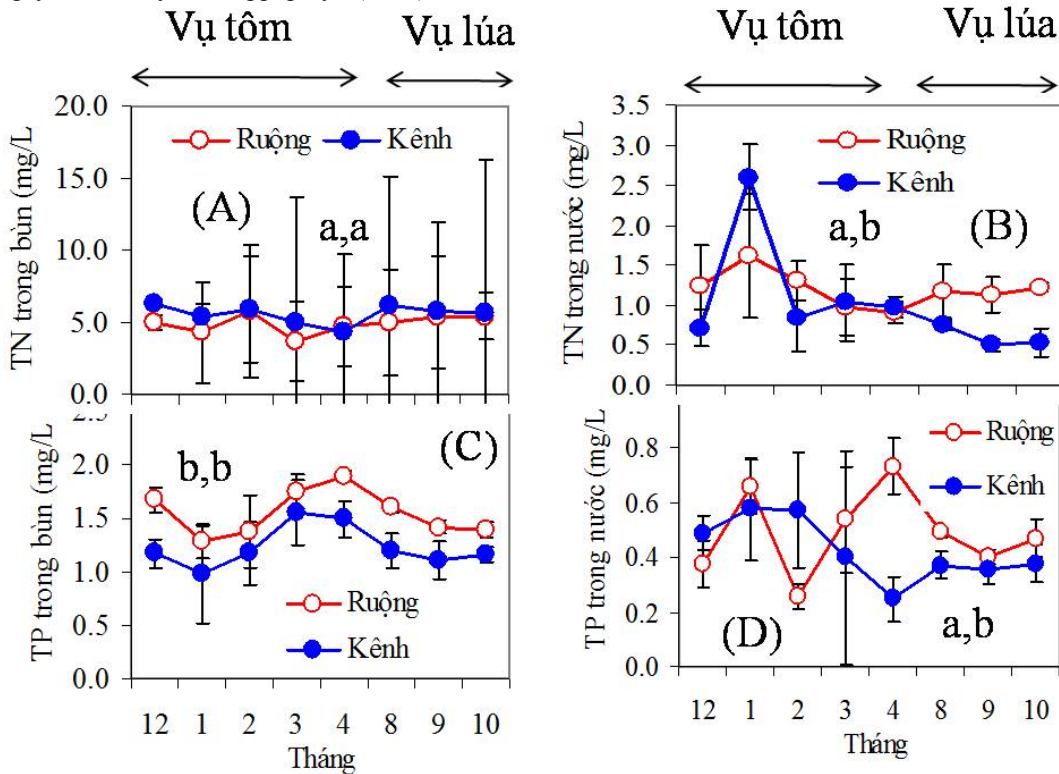 Vụ tôm Vụ lúa
TN trong bùn (mg/L
20.0
15.0
10.0
5.0
0.0
Ruộng Kênh
(A)
a,a
Vụ tôm Vụ lúa
TN trong nước (mg/L
3.5
3.0
2.5
2.0
1.5
1.0
0.5
0.0
Ruộng
Kênh
a,b
(B)
TP trong bùn (mg/L
2.0
1.5
1.0
0.5
0.0
b,b
(C)
Ruộng
Kênh
12 1 2 3 4 8 9 10
Tháng
TP trong nước (mg/L
0.8
0.6
0.4
0.2
0.0
Ruộng
Kênh
(D)
a,b
12 1 2 3 4 8 9 10
Tháng